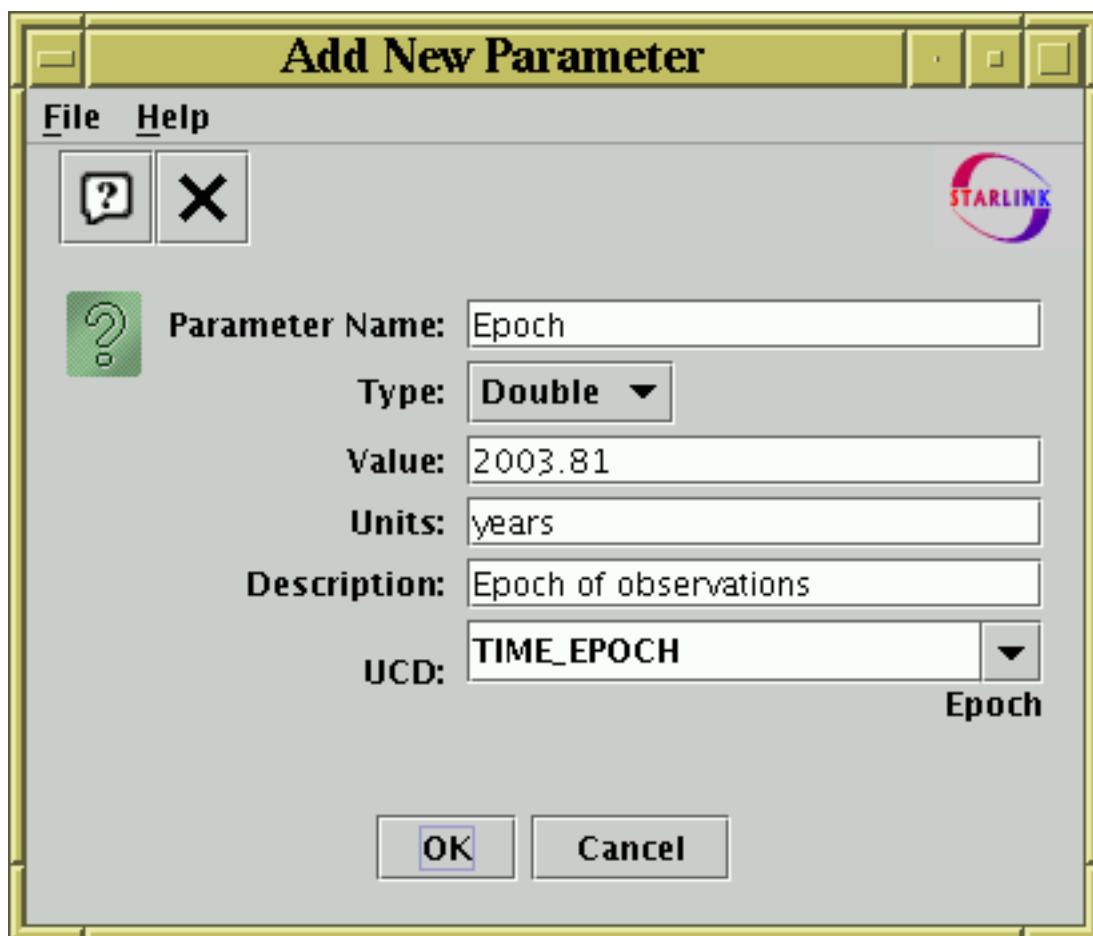 Add New Parameter
File Help
STARLINK
Parameter Name: Epoch
Type: Double
Value: 2003.81
Units: years
Description: Epoch of observations
UCD: TIME_EPOCH
Epoch
OK Cancel